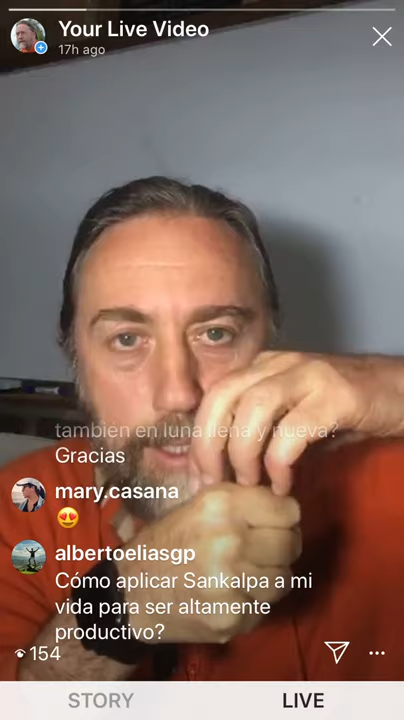 Your Live Video
17h ago
también en luna llena y nueva?
Gracias
mary.casana
albertoeliasgp
Cómo aplicar Sankalpa a mi
vida para ser altamente
productivo?
154
STORY
LIVE